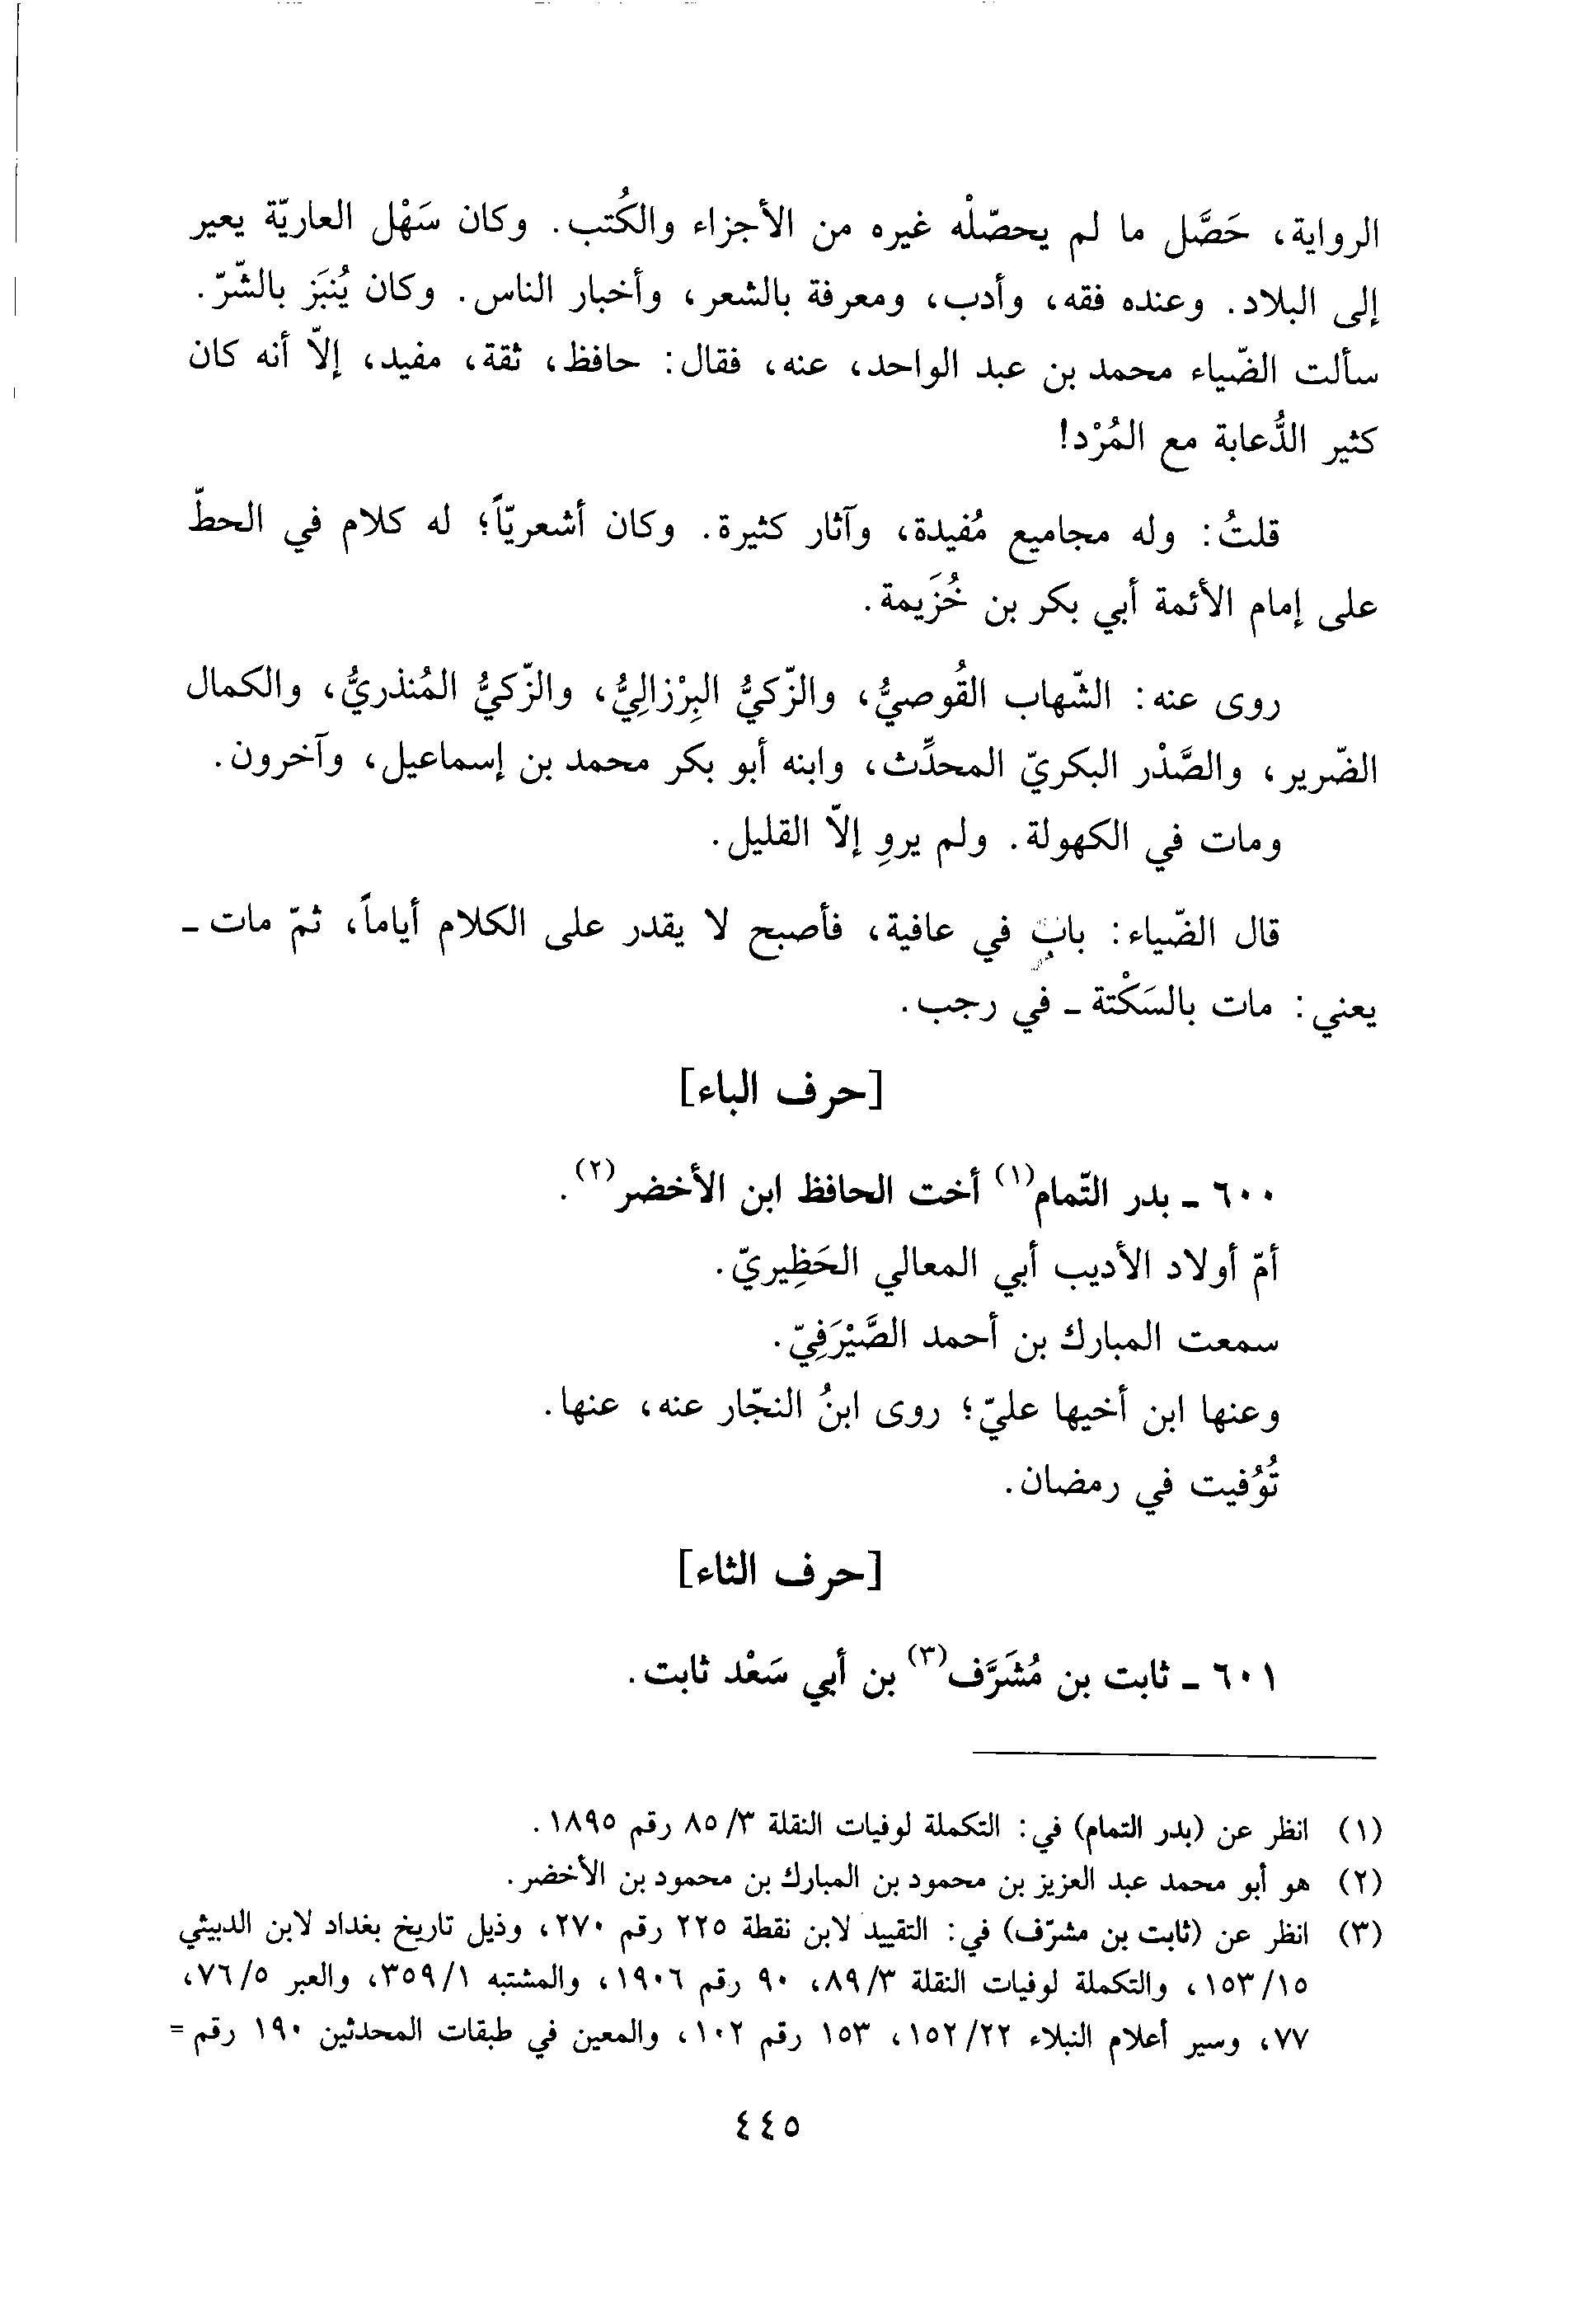 الرواية، حَصَّل ما لم يحصّلْه غيره من الأجزاء والكُتب. وكان سَهْل العاريّة يعير
إلى البلاد. وعنده فقه، وأدب، ومعرفة بالشعر، وأخبار الناس. وكان يُنبَز بالشّرّ.
سألت الضّياء محمد بن عبد الواحد، عنه، فقال: حافظ، ثقة، مفيد، إلاّ أنه كان
كثير الدُّعابة مع المُرْد!
قلتُ: وله مجاميع مُفيدة، وآثار كثيرة. وكان أشعريّاً؛ له كلام في الحطّ
على إمام الأئمة أبي بكر بن خُزَيمة.
روى عنه: الشّهاب القُوصيُّ، والزّكيُّ البِرْزالِيُّ، والزّكيُّ المُنذريُّ، والكمال
الضّرير، والصَّدْر البكريّ المحدِّث، وابنه أبو بكر محمد بن إسماعيل، وآخرون.
ومات في الكهولة. ولم يروِ إلاّ القليل.
قال الضّياء: بات في عافية، فأصبح لا يقدر على الكلام أياماً، ثمّ مات ـ
يعني: مات بالسَكْتة ـ في رجب.
[حرف الباء]
٦٠٠ ـ بدر التّمام(١) أخت الحافظ ابن الأخضر(٢).
أمّ أولاد الأديب أبي المعالي الحَظِيريّ.
سمعت المبارك بن أحمد الصَّيْرَفِيّ.
وعنها ابن أخيها عليّ؛ روى ابنُ النجّار عنه، عنها.
تُوُفيت في رمضان.
[حرف الثاء]
٦٠١ ـ ثابت بن مُشَرَّف(٣) بن أبي سَعْد ثابت.
(١) انظر عن (بدر التمام) في: التكملة لوفيات النقلة ٣/ ٨٥ رقم ١٨٩٥.
(٢) هو أبو محمد عبد العزيز بن محمود بن المبارك بن محمود بن الأخضر.
(٣) انظر عن (ثابت بن مشرّف) في: التقييد لابن نقطة ٢٢٥ رقم ٢٧٠، وذيل تاريخ بغداد لابن الدبيثي
١٥/ ١٥٣، والتكملة لوفيات النقلة ٣/ ٨٩، ٩٠ رقم ١٩٠٦، والمشتبه ١/ ٣٥٩، والعبر ٥/ ٧٦،
٧٧، وسير أعلام النبلاء ٢٢/ ١٥٢، ١٥٣ رقم ١٠٢، والمعين في طبقات المحدثين ١٩٠ رقم =
٤٤٥